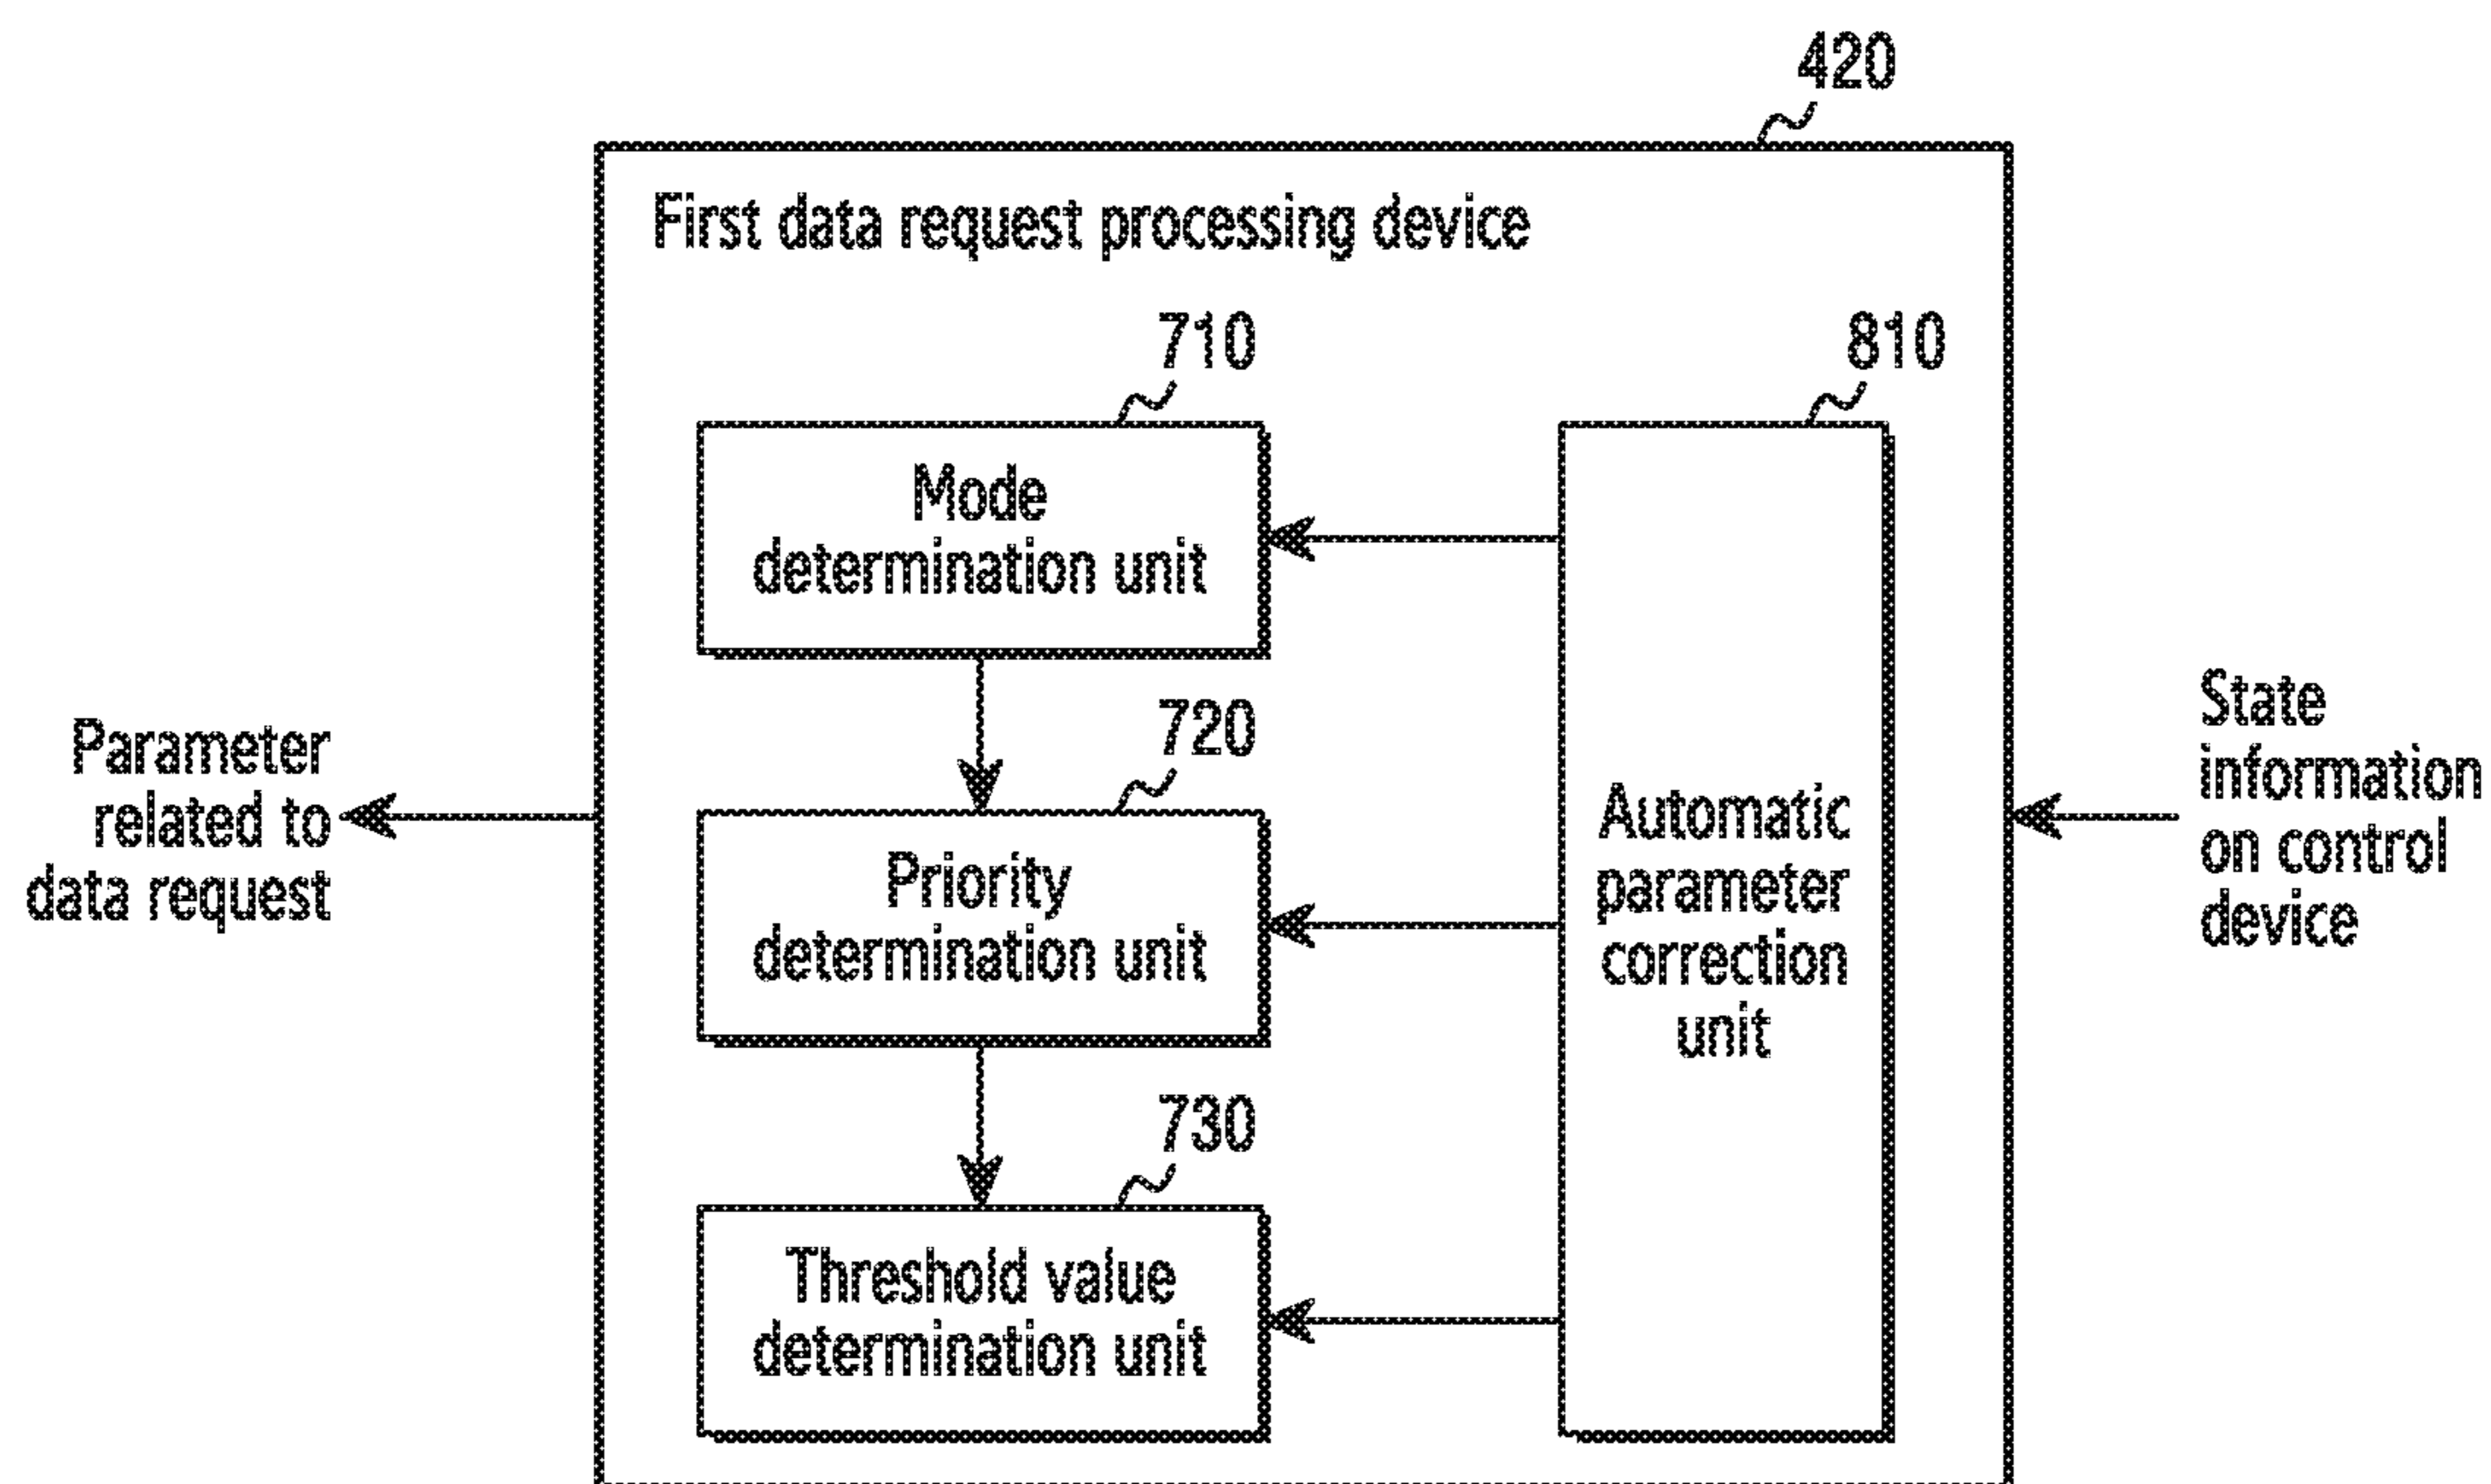 420
First data request processing device
710
810
Mode
determination unit
720
Priority
determination unit
730
Threshold value
determination unit
Automatic
parameter
correction
unit
Parameter
related to
data request
State
information
on control
device